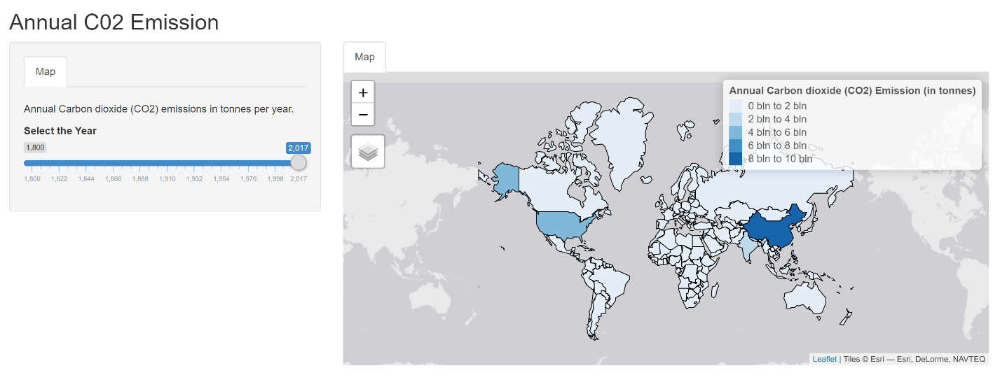 Annual C02 Emission
Map
Annual Carbon dioxide (CO2) emissions in tonnes per year.
Select the Year
1,800
2,017
1,800 1,822 1,844 1,866 1,888 1,910 1,932 1,954 1,976 1,998 2,017
Map
+
−
Annual Carbon dioxide (CO2) Emission (in tonnes)
0 bln to 2 bln
2 bln to 4 bln
4 bln to 6 bln
6 bln to 8 bln
8 bln to 10 bln
Leaflet | Tiles © Esri — Esri, DeLorme, NAVTEQ